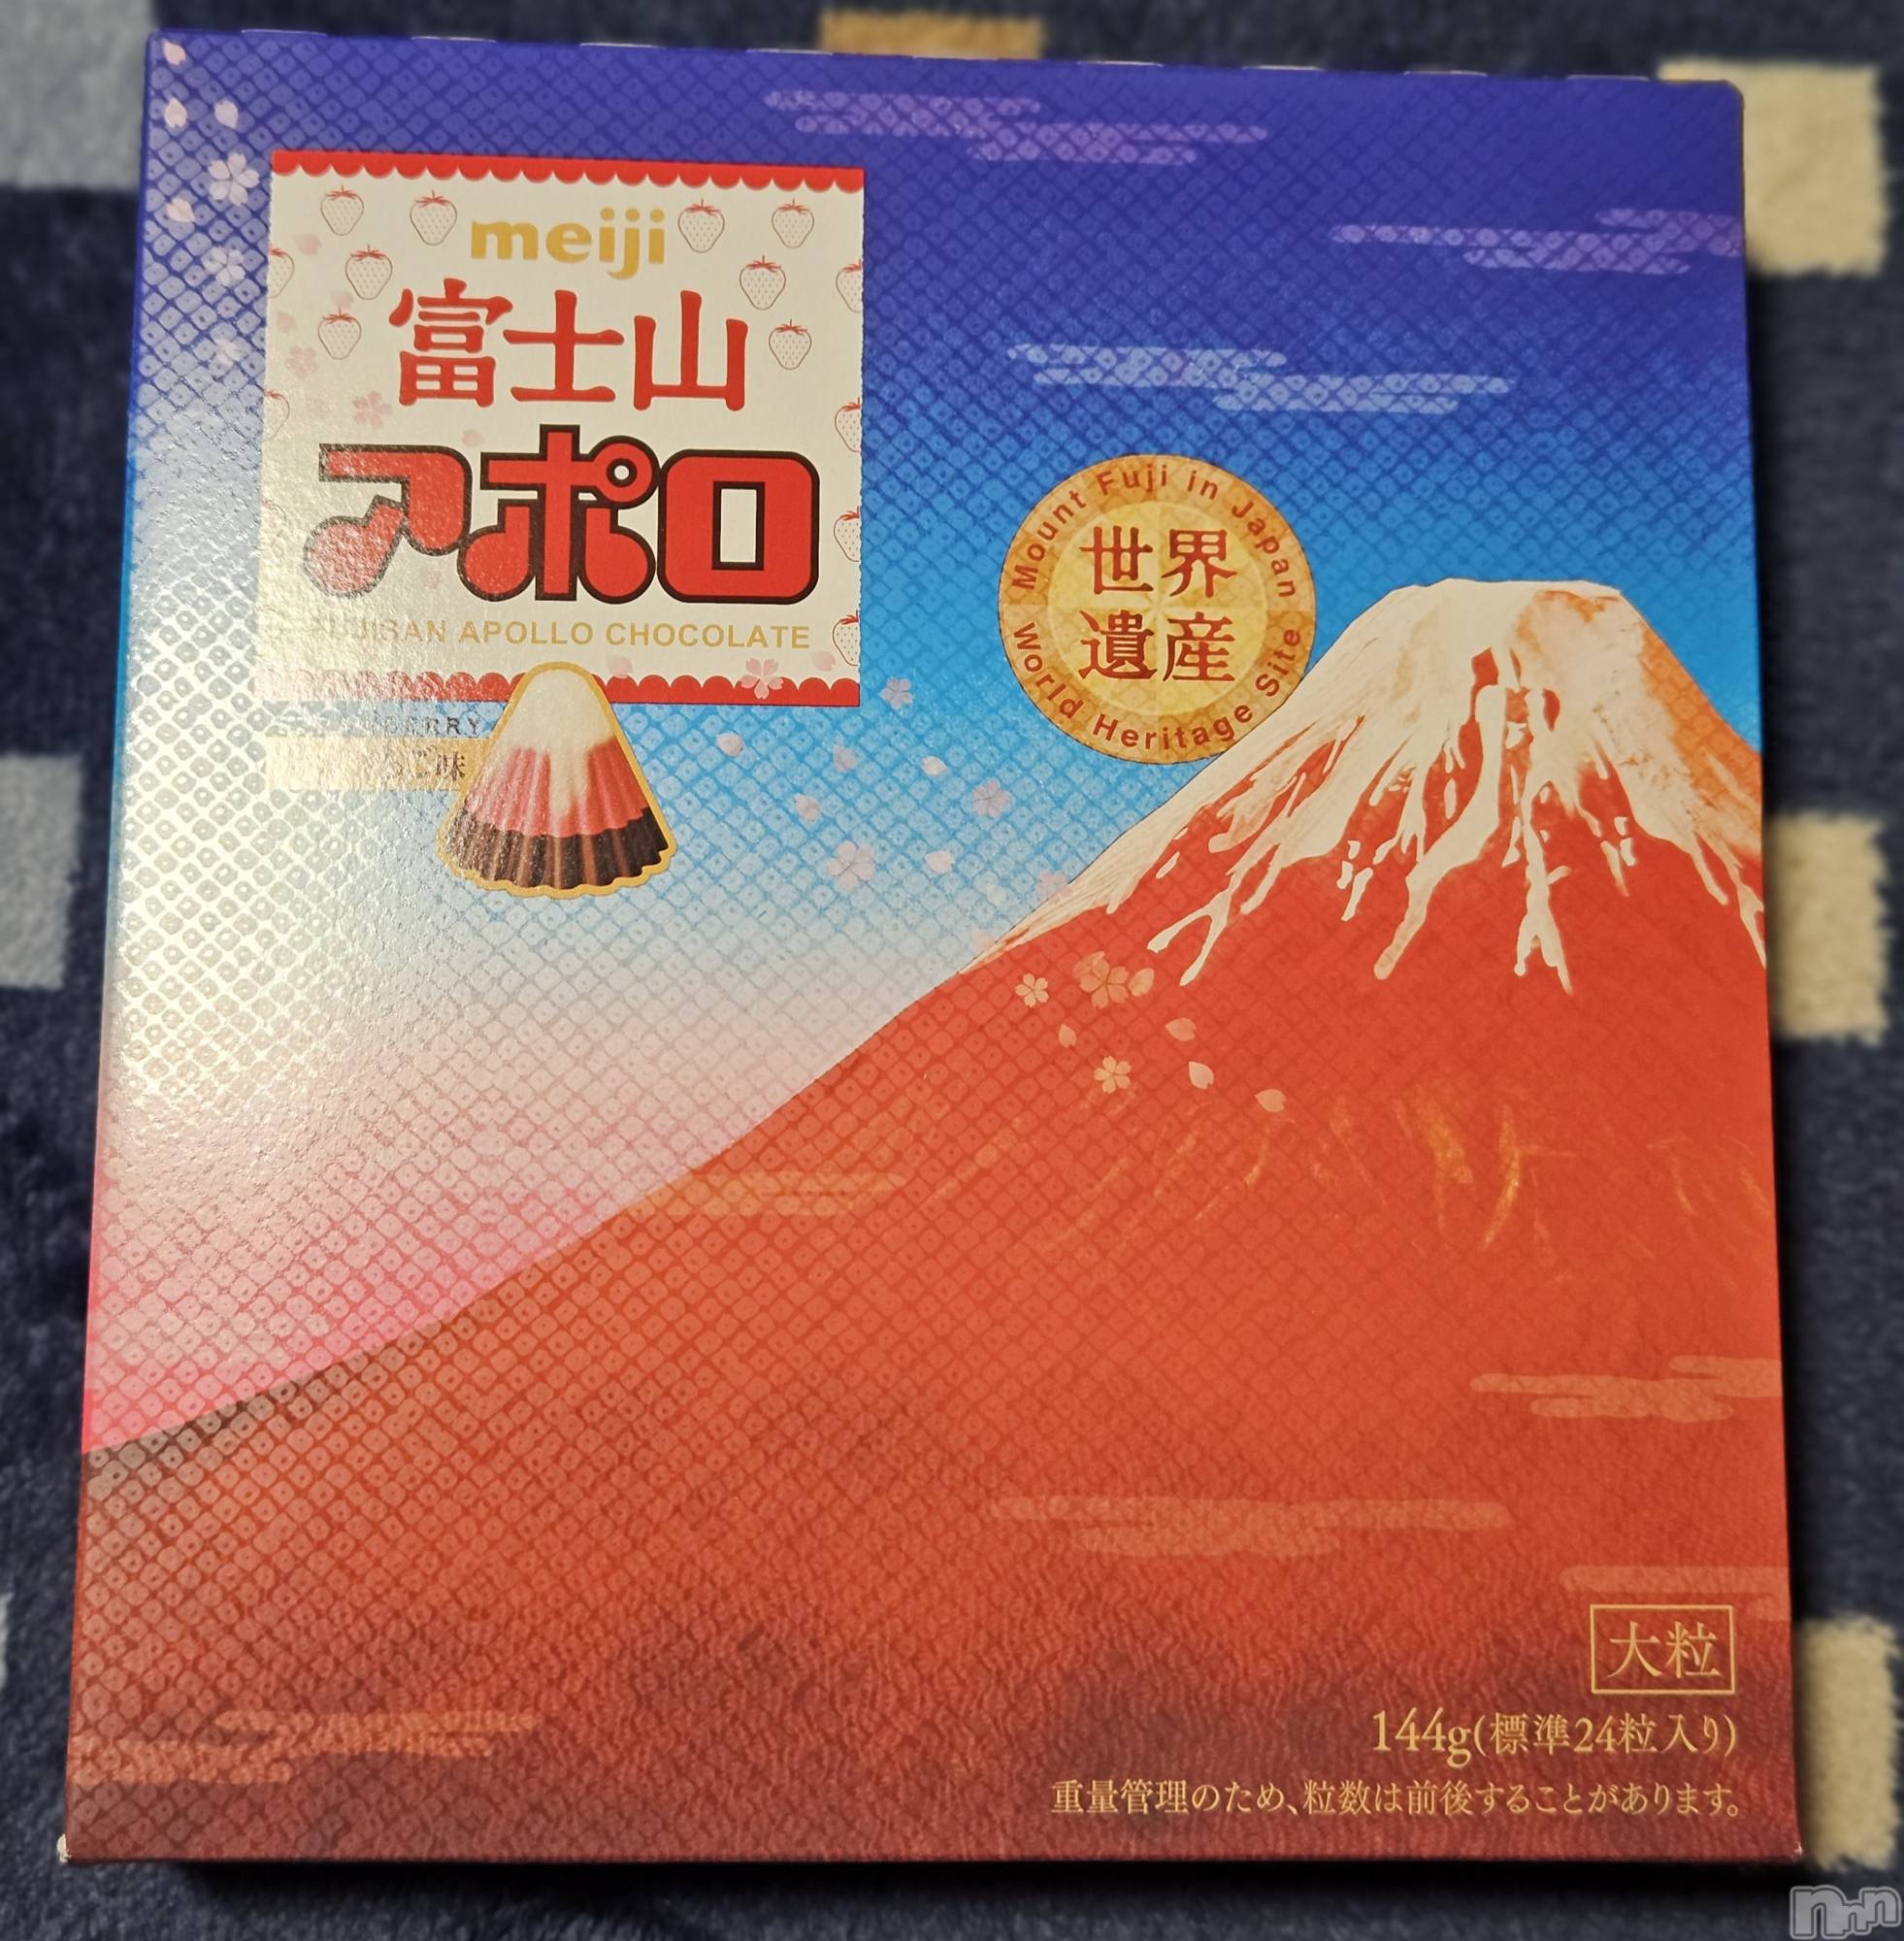 meiji
富士山
アポロ
FUJISAN APOLLO CHOCOLATE
Mount Fuji in Japan
世界
遺産
World Heritage Site
大粒
144g(標準24粒入り)
重量管理のため、粒数は前後することがあります。